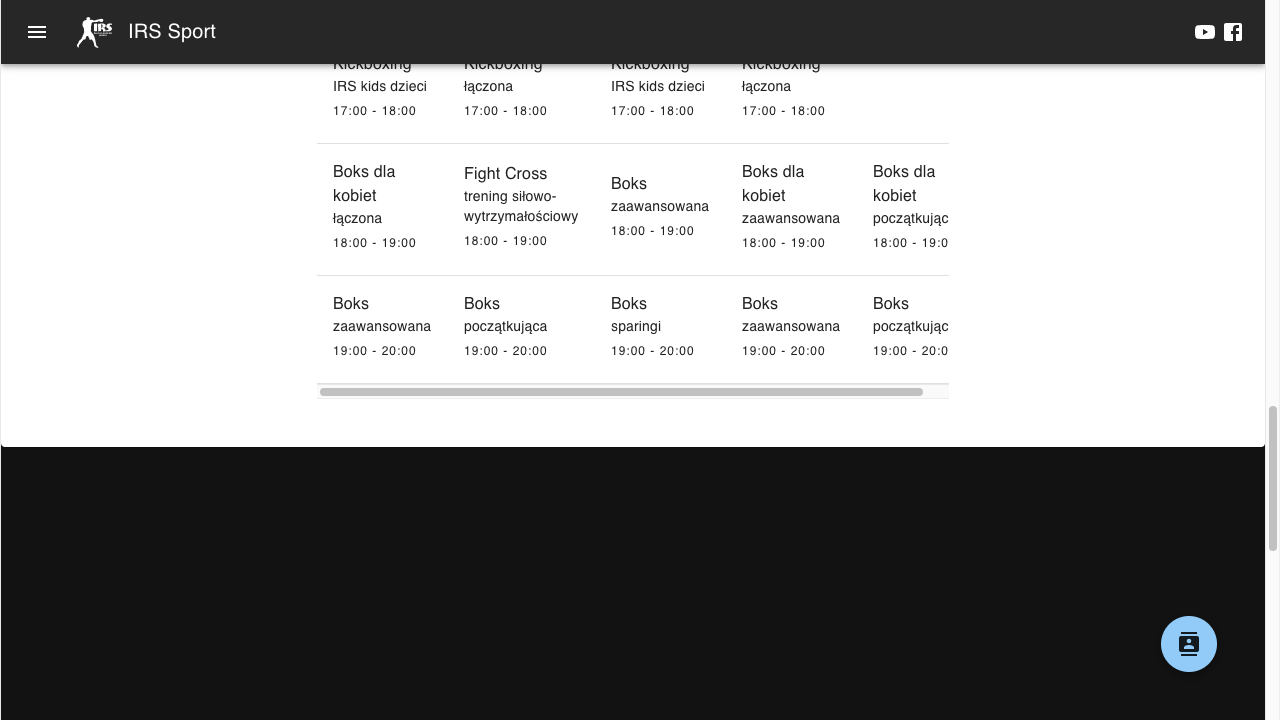 IRS Sport
IRS
Kickboxing
IRS kids dzieci
17:00 - 18:00
Kickboxing
łączona
17:00 - 18:00
Kickboxing
IRS kids dzieci
17:00 - 18:00
Kickboxing
łączona
17:00 - 18:00
Boks dla
kobiet
łączona
18:00 - 19:00
Fight Cross
trening siłowo-
wytrzymałościowy
18:00 - 19:00
Boks
zaawansowana
18:00 - 19:00
Boks dla
kobiet
zaawansowana
18:00 - 19:00
Boks dla
kobiet
początkując
18:00 - 19:0
Boks
zaawansowana
19:00 - 20:00
Boks
początkująca
19:00 - 20:00
Boks
sparingi
19:00 - 20:00
Boks
zaawansowana
19:00 - 20:00
Boks
początkując
19:00 - 20:0